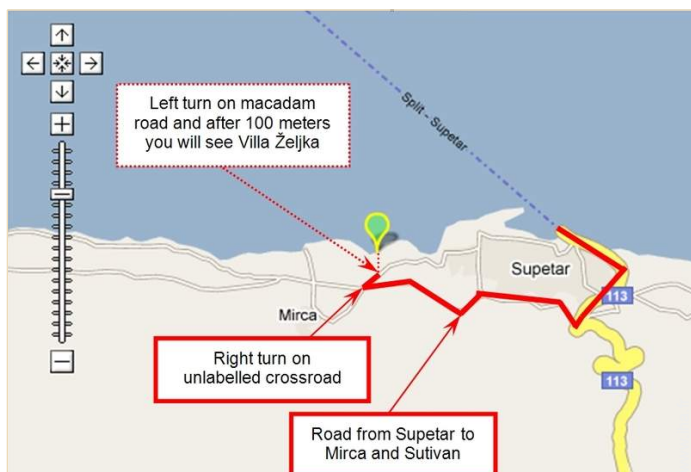 Left turn on macadam
road and after 100 meters
you will see Villa Željka
Split - Supetar
Supetar
113
Mirca
113
Right turn on
unlabelled crossroad
Road from Supetar to
Mirca and Sutivan